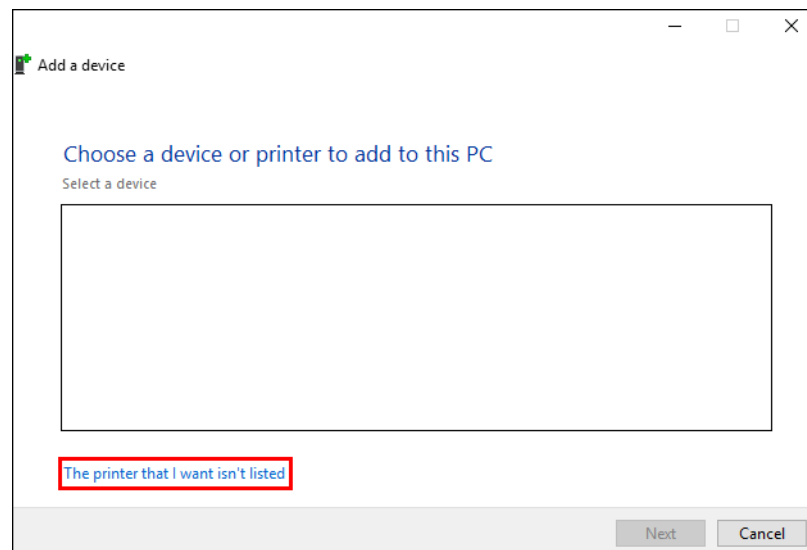 Add a device
Choose a device or printer to add to this PC
Select a device
The printer that I want isn't listed
Next
Cancel